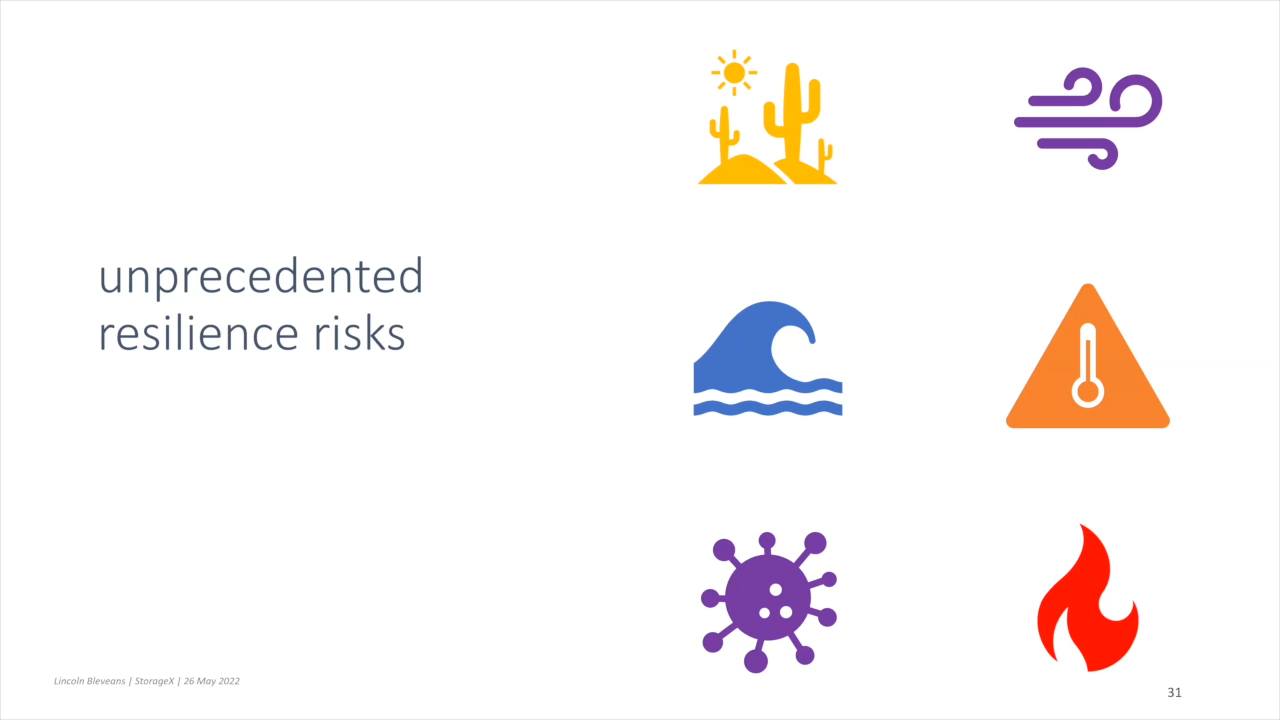 unprecedented
resilience risks
Lincoln Bleveans | StorageX | 26 May 2022
31